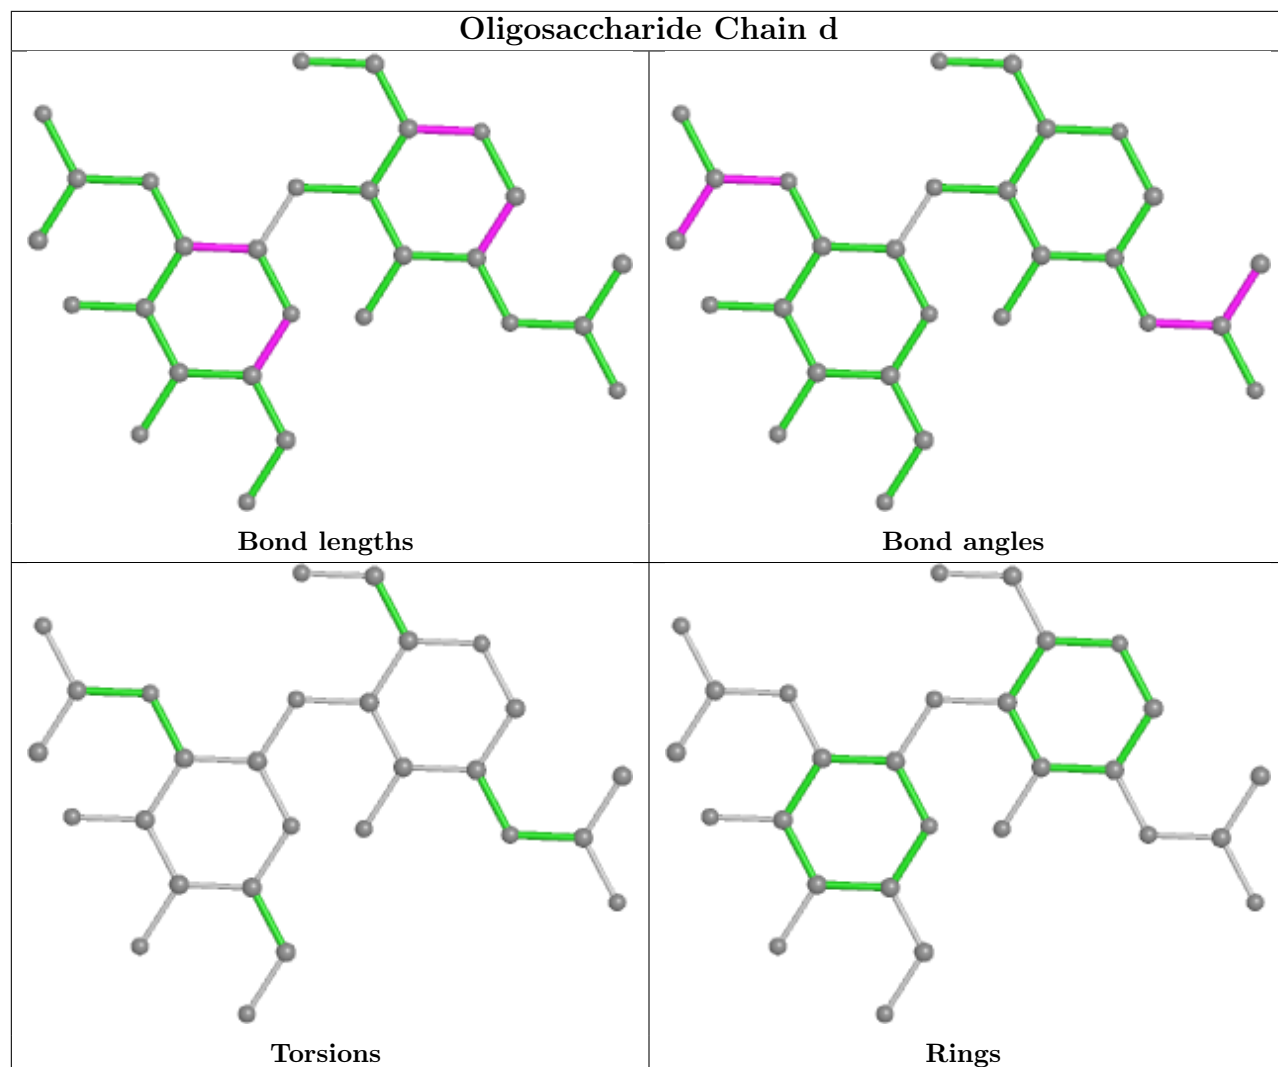 Oligosaccharide Chain d
Bond lengths
Bond angles
Torsions
Rings